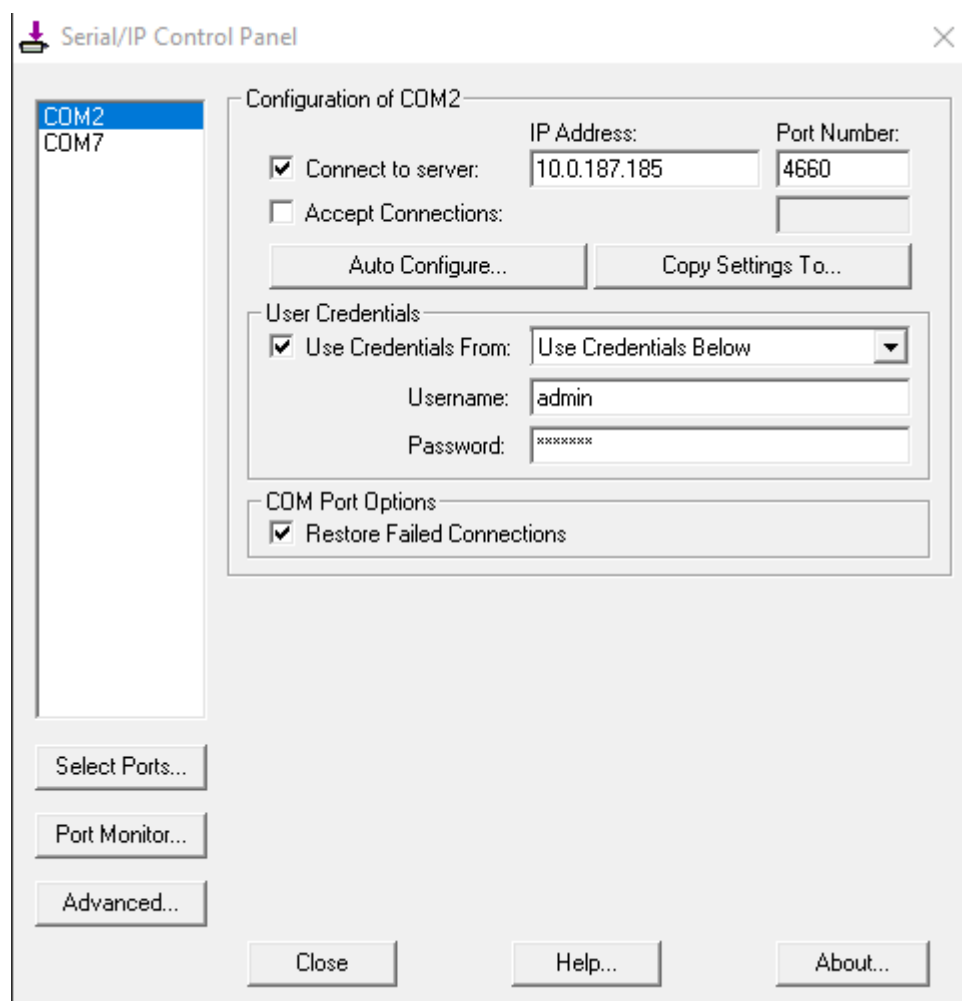 Serial/IP Control Panel
COM2
COM7
Configuration of COM2
IP Address: Port Number:
Connect to server: 10.0.187.185 4660
Accept Connections:
Auto Configure... Copy Settings To...
User Credentials
Use Credentials From: Use Credentials Below
Username: admin
Password: *******
COM Port Options
Restore Failed Connections
Select Ports...
Port Monitor...
Advanced...
Close Help... About...